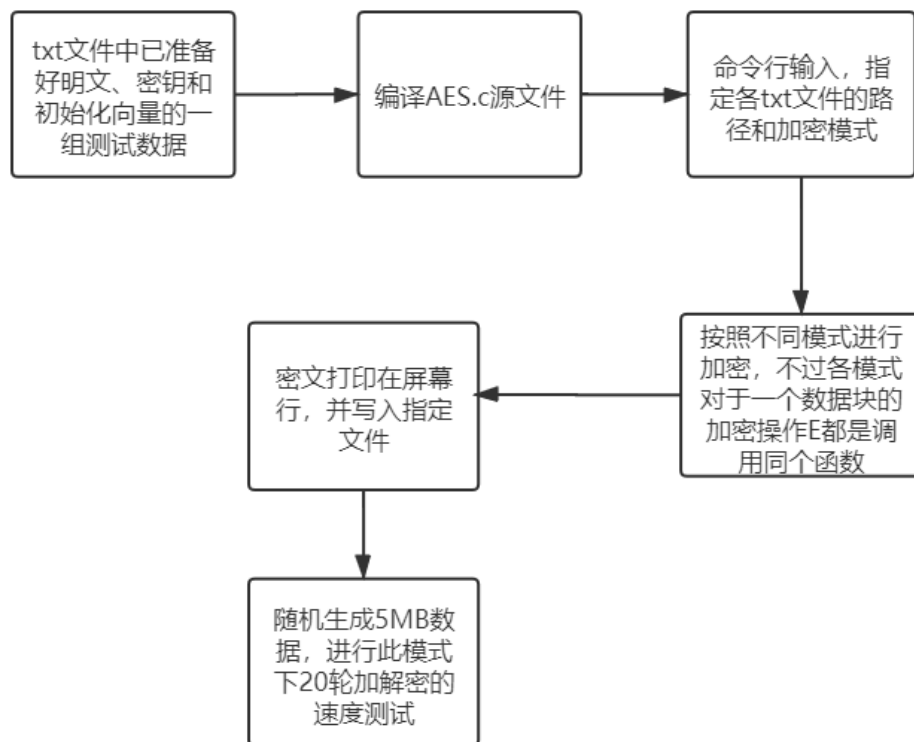 txt文件中已准备
好明文、密钥和
初始化向量的一
组测试数据
编译AES.c源文件
命令行输入，指
定各txt文件的路
径和加密模式
按照不同模式进行
加密，不过各模式
对于一个数据块的
加密操作E都是调
用同个函数
密文打印在屏幕
行，并写入指定
文件
随机生成5MB数
据，进行此模式
下20轮加解密的
速度测试